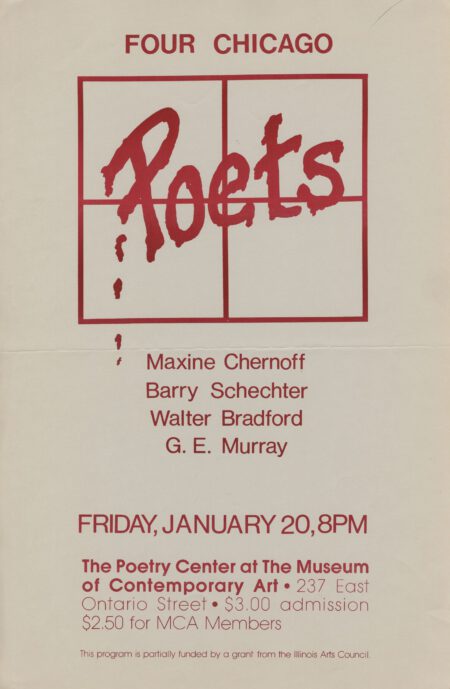 FOUR CHICAGO
Poets
Maxine Chernoff
Barry Schechter
Walter Bradford
G. E. Murray
FRIDAY, JANUARY 20, 8PM
The Poetry Center at The Museum
of Contemporary Art • 237 East
Ontario Street • $3.00 admission
$2.50 for MCA Members
This program is partially funded by a grant from the Illinois Arts Council.